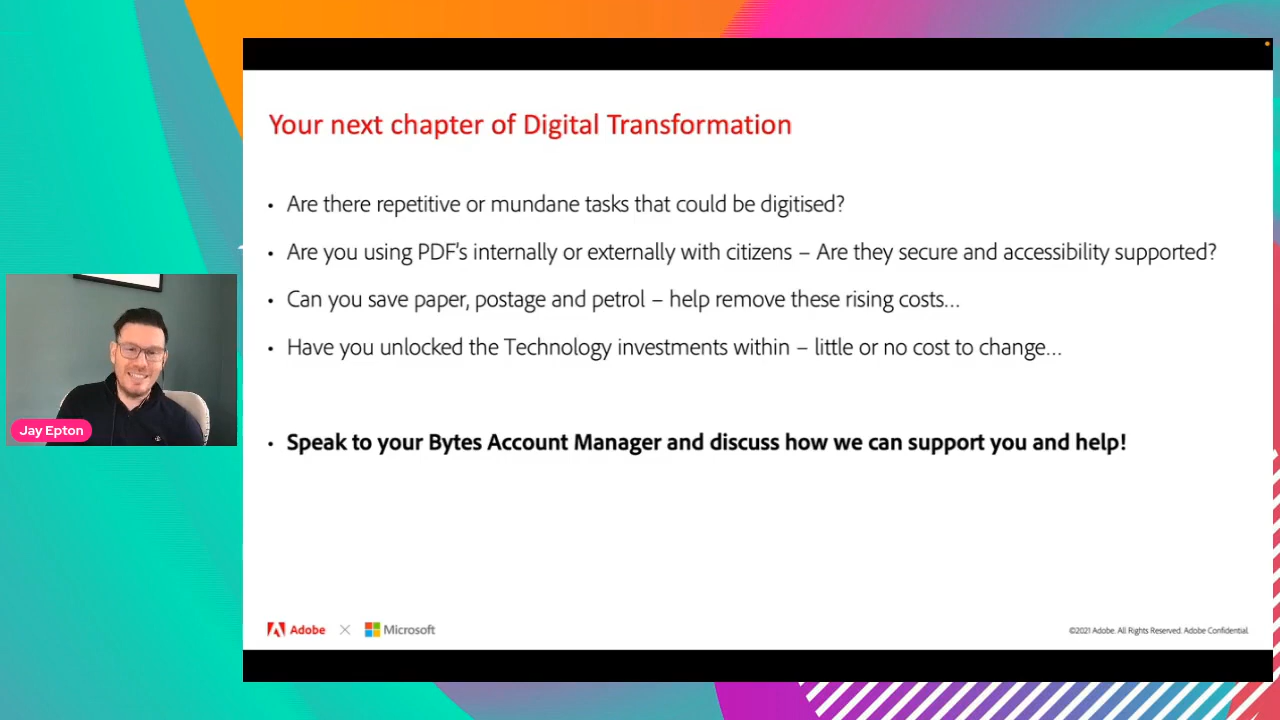 Your next chapter of Digital Transformation
• Are there repetitive or mundane tasks that could be digitised?
• Are you using PDF's internally or externally with citizens – Are they secure and accessibility supported?
• Can you save paper, postage and petrol – help remove these rising costs…
• Have you unlocked the Technology investments within – little or no cost to change…
• Speak to your Bytes Account Manager and discuss how we can support you and help!
Jay Epton
Adobe × Microsoft
©2021 Adobe. All Rights Reserved. Adobe Confidential.